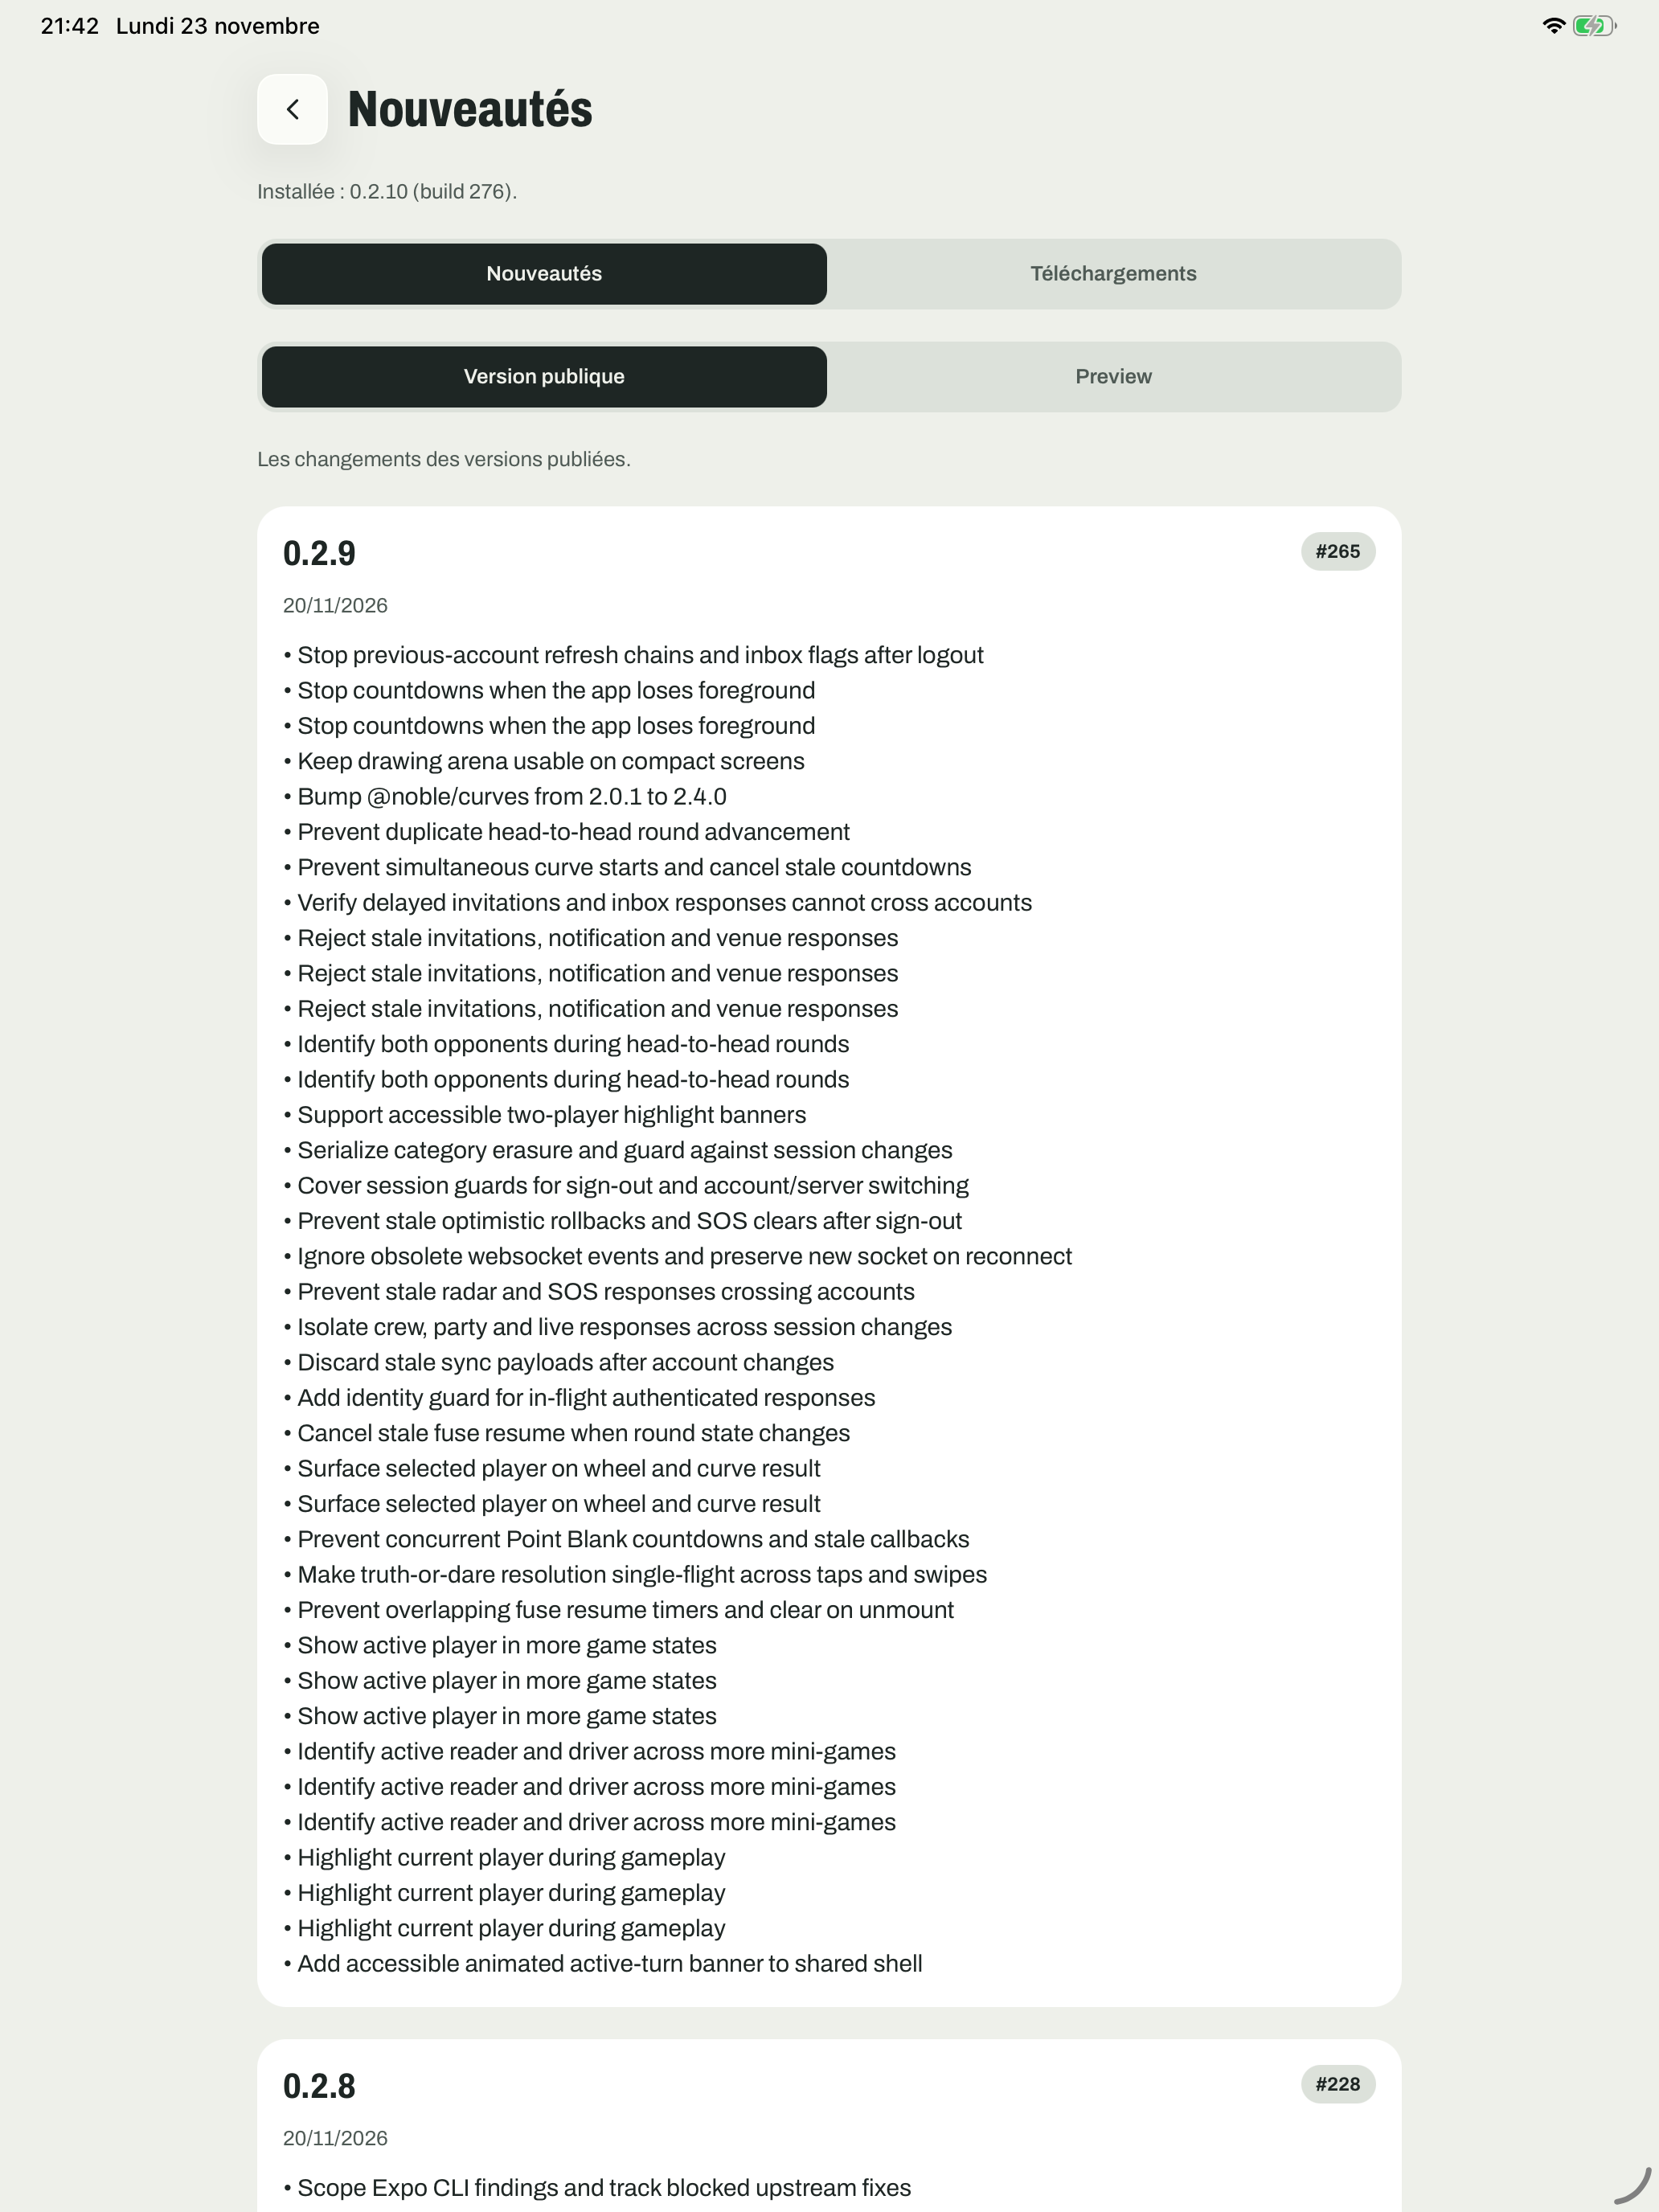 21:42 Lundi 23 novembre
Nouveautés
Installée : 0.2.10 (build 276).
Nouveautés
Téléchargements
Version publique
Preview
Les changements des versions publiées.
0.2.9
#265
20/11/2026
• Stop previous-account refresh chains and inbox flags after logout
• Stop countdowns when the app loses foreground
• Stop countdowns when the app loses foreground
• Keep drawing arena usable on compact screens
• Bump @noble/curves from 2.0.1 to 2.4.0
• Prevent duplicate head-to-head round advancement
• Prevent simultaneous curve starts and cancel stale countdowns
• Verify delayed invitations and inbox responses cannot cross accounts
• Reject stale invitations, notification and venue responses
• Reject stale invitations, notification and venue responses
• Reject stale invitations, notification and venue responses
• Identify both opponents during head-to-head rounds
• Identify both opponents during head-to-head rounds
• Support accessible two-player highlight banners
• Serialize category erasure and guard against session changes
• Cover session guards for sign-out and account/server switching
• Prevent stale optimistic rollbacks and SOS clears after sign-out
• Ignore obsolete websocket events and preserve new socket on reconnect
• Prevent stale radar and SOS responses crossing accounts
• Isolate crew, party and live responses across session changes
• Discard stale sync payloads after account changes
• Add identity guard for in-flight authenticated responses
• Cancel stale fuse resume when round state changes
• Surface selected player on wheel and curve result
• Surface selected player on wheel and curve result
• Prevent concurrent Point Blank countdowns and stale callbacks
• Make truth-or-dare resolution single-flight across taps and swipes
• Prevent overlapping fuse resume timers and clear on unmount
• Show active player in more game states
• Show active player in more game states
• Show active player in more game states
• Identify active reader and driver across more mini-games
• Identify active reader and driver across more mini-games
• Identify active reader and driver across more mini-games
• Highlight current player during gameplay
• Highlight current player during gameplay
• Highlight current player during gameplay
• Add accessible animated active-turn banner to shared shell
0.2.8
#228
20/11/2026
• Scope Expo CLI findings and track blocked upstream fixes